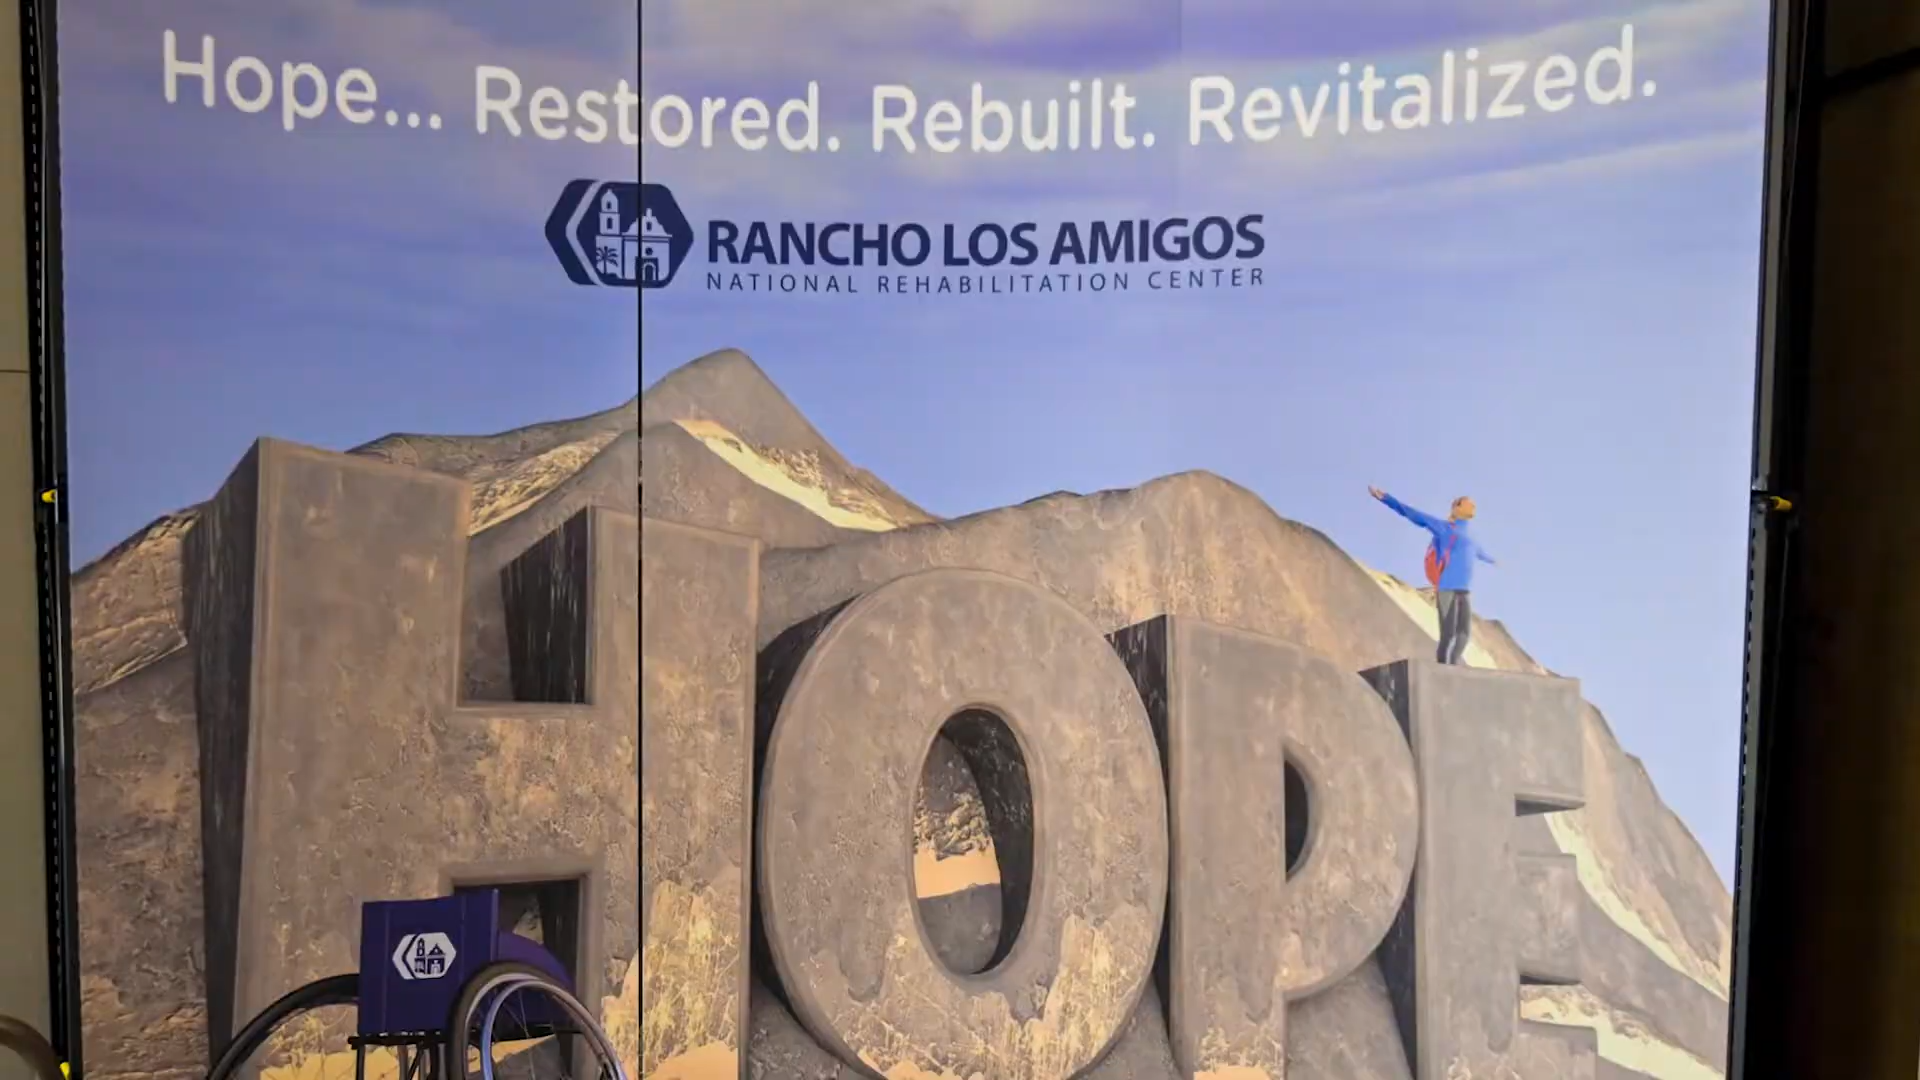 Hope... Restored. Rebuilt. Revitalized.
RANCHO LOS AMIGOS
NATIONAL REHABILITATION CENTER
HOPE